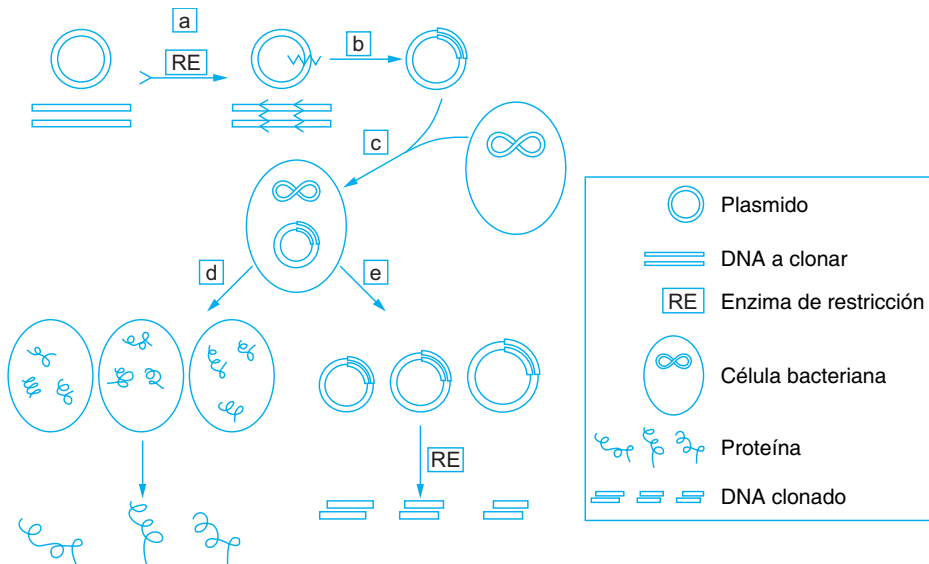 a
RE
b
c
d
e
RE
Plasmido
DNA a clonar
RE Enzima de restricción
Célula bacteriana
Proteína
DNA clonado